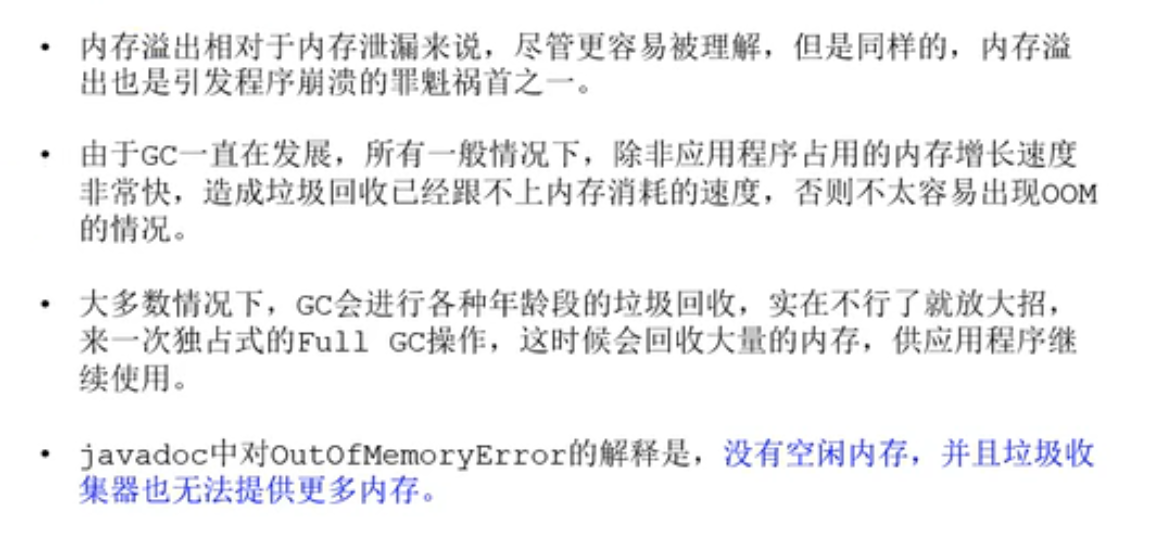 • 内存溢出相对于内存泄漏来说，尽管更容易被理解，但是同样的，内存溢
出也是引发程序崩溃的罪魁祸首之一。
• 由于GC一直在发展，所有一般情况下，除非应用程序占用的内存增长速度
非常快，造成垃圾回收已经跟不上内存消耗的速度，否则不太容易出现OOM
的情况。
• 大多数情况下，GC会进行各种年龄段的垃圾回收，实在不行了就放大招，
来一次独占式的Full GC操作，这时候会回收大量的内存，供应用程序继
续使用。
• javadoc中对OutOfMemoryError的解释是，没有空闲内存，并且垃圾收
集器也无法提供更多内存。